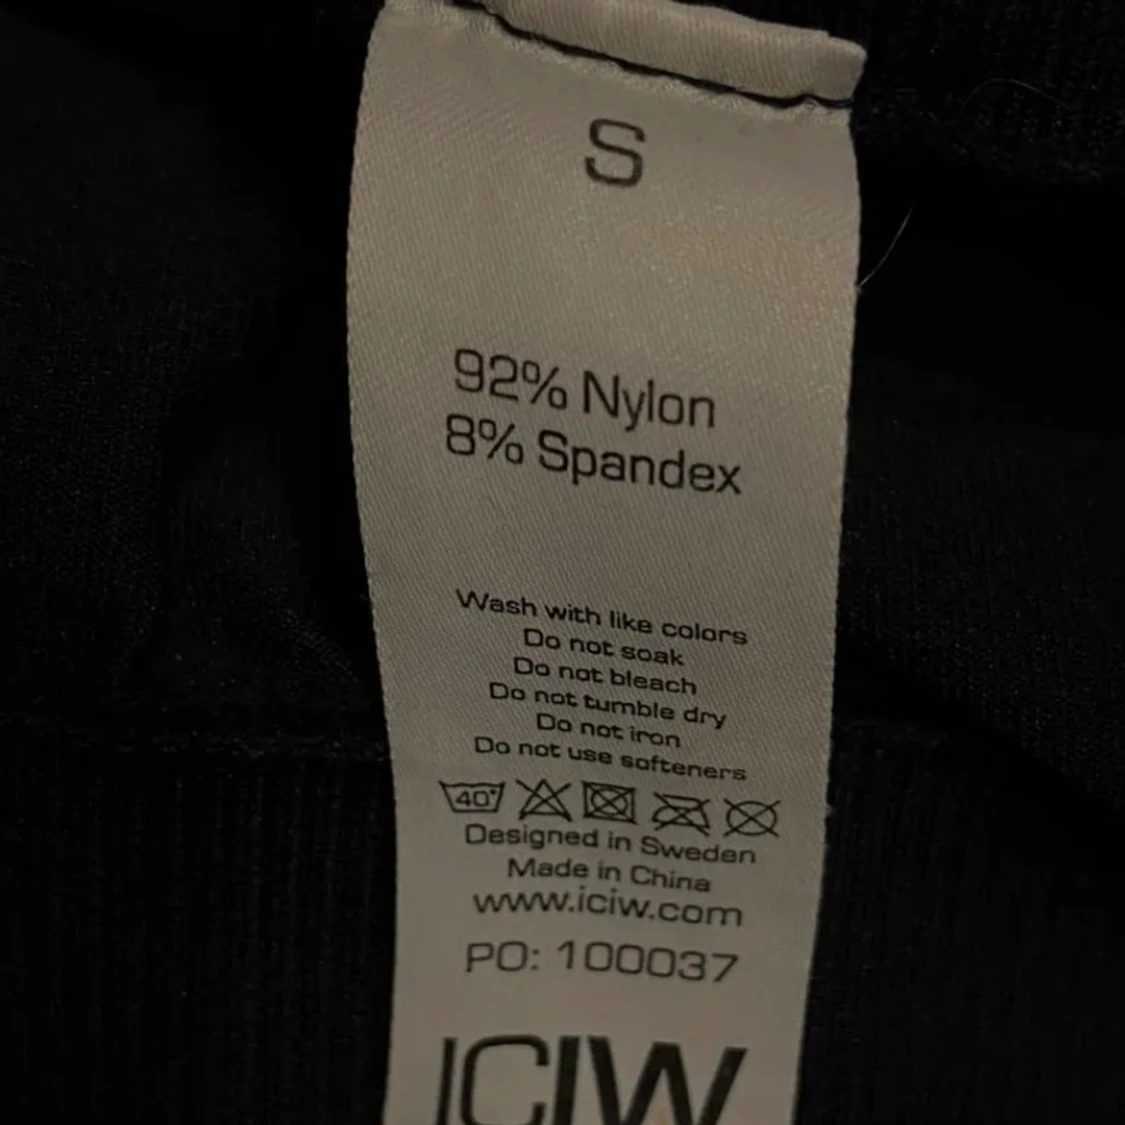 S
92% Nylon
8% Spandex
Wash with like colors
Do not soak
Do not bleach
Do not tumble dry
Do not iron
Do not use softeners
40°
Designed in Sweden
Made in China
www.iciw.com
PO: 100037
ICIW